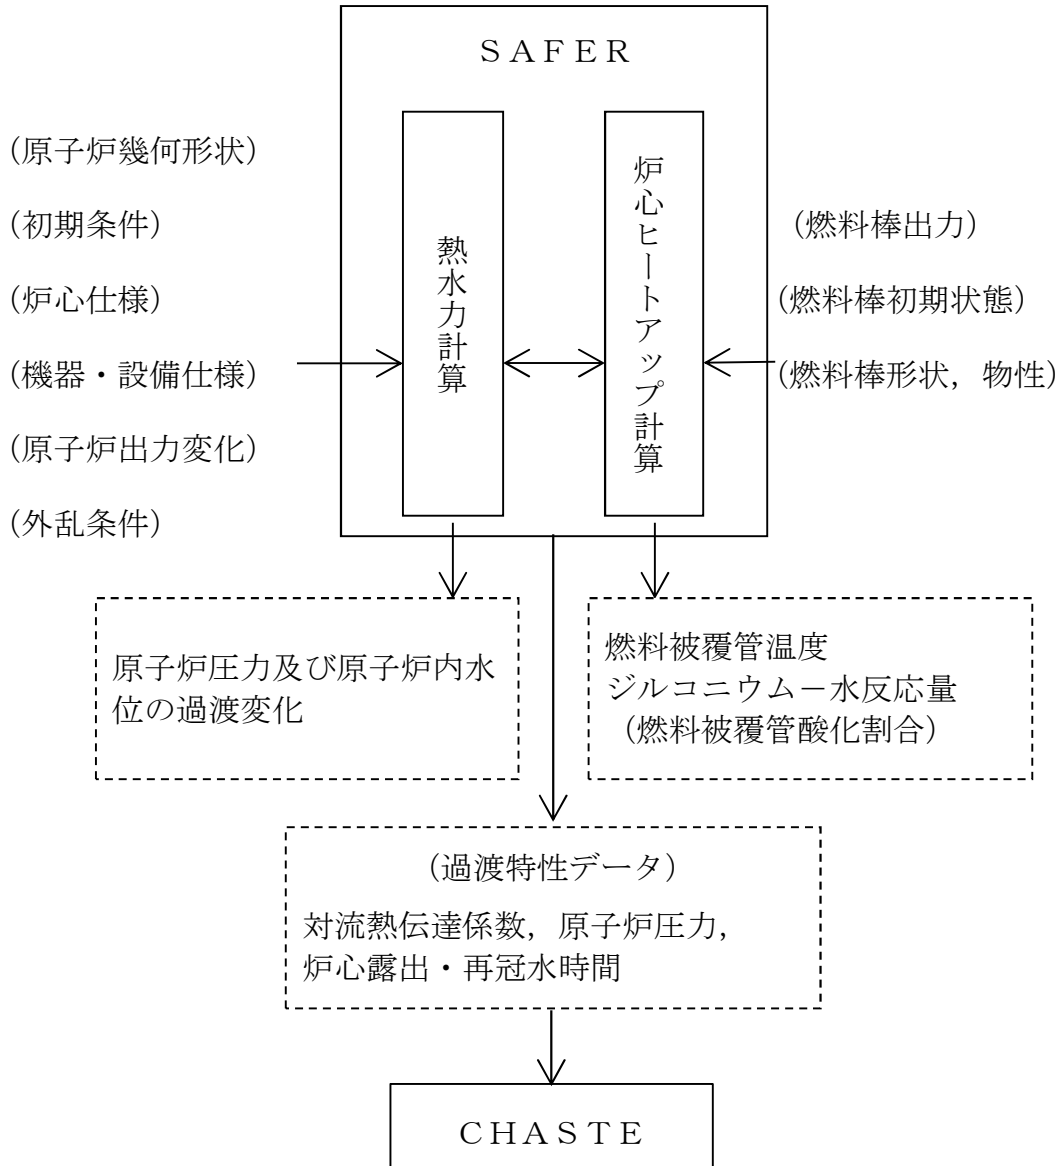 SAFER
(原子炉幾何形状)
(初期条件)
(炉心仕様)
(機器・設備仕様)
(原子炉出力変化)
(外乱条件)
熱水力計算
炉心ヒートアップ計算
(燃料棒出力)
(燃料棒初期状態)
(燃料棒形状,物性)
原子炉圧力及び原子炉内水
位の過渡変化
燃料被覆管温度
ジルコニウム-水反応量
(燃料被覆管酸化割合)
(過渡特性データ)
対流熱伝達係数,原子炉圧力,
炉心露出・再冠水時間
CHASTE